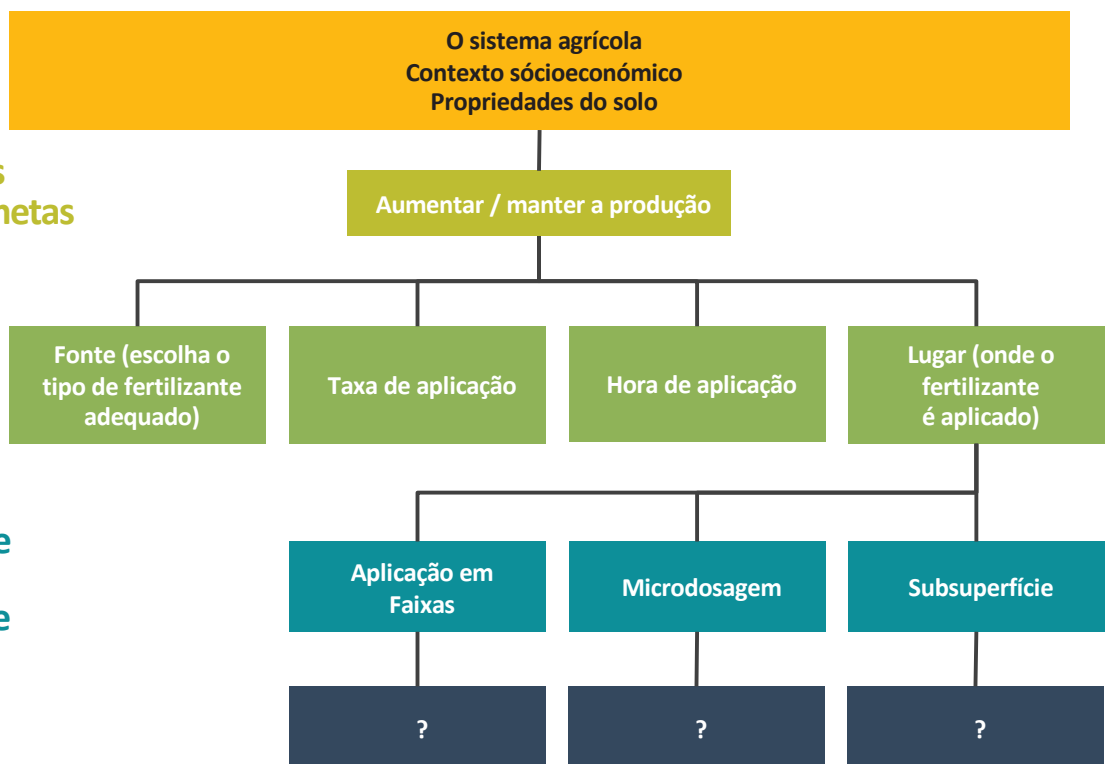 O sistema agrícola
Contexto sócioeconómico
Propriedades do solo
Aumentar / manter a produção
Fonte (escolha o
tipo de fertilizante
adequado)
Taxa de aplicação
Hora de aplicação
Lugar (onde o
fertilizante
é aplicado)
Aplicação em
Faixas
Microdosagem
Subsuperfície
?
?
?